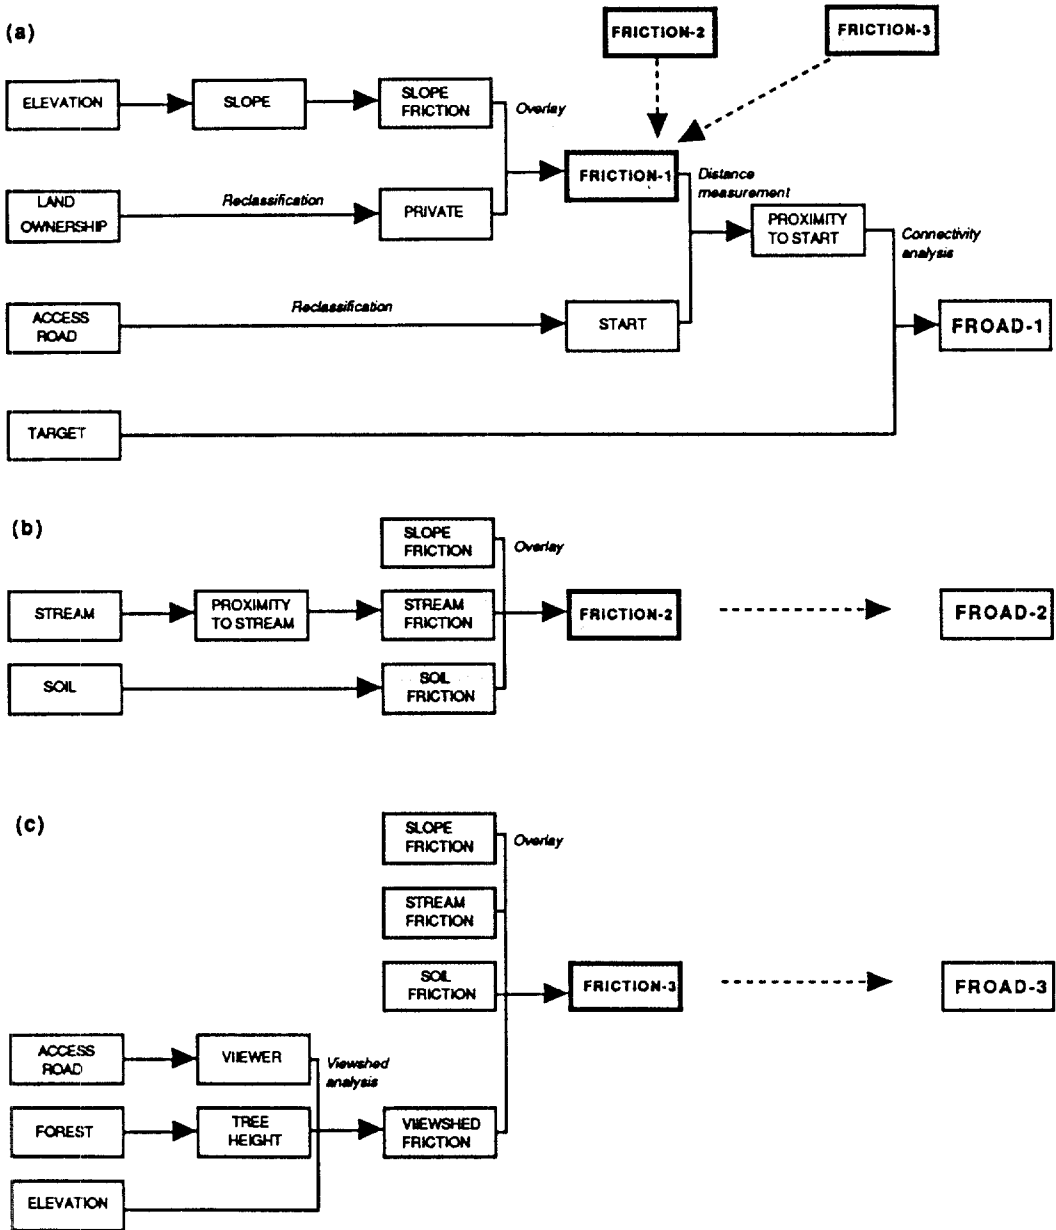 (a)
FRICTION-2
FRICTION-3
ELEVATION
SLOPE
SLOPE
FRICTION
Overlay
LAND
OWNERSHIP
Reclassification
PRIVATE
FRICTION-1
Distance
measurement
PROXIMITY
TO START
Connectivity
analysis
ACCESS
ROAD
Reclassification
START
FROAD-1
TARGET
(b)
SLOPE
FRICTION
Overlay
STREAM
PROXIMITY
TO STREAM
STREAM
FRICTION
FRICTION-2
FROAD-2
SOIL
SOIL
FRICTION
(c)
SLOPE
FRICTION
Overlay
STREAM
FRICTION
SOIL
FRICTION
FRICTION-3
FROAD-3
ACCESS
ROAD
VIEWER
Viewshed
analysis
FOREST
TREE
HEIGHT
VIEWSHED
FRICTION
ELEVATION